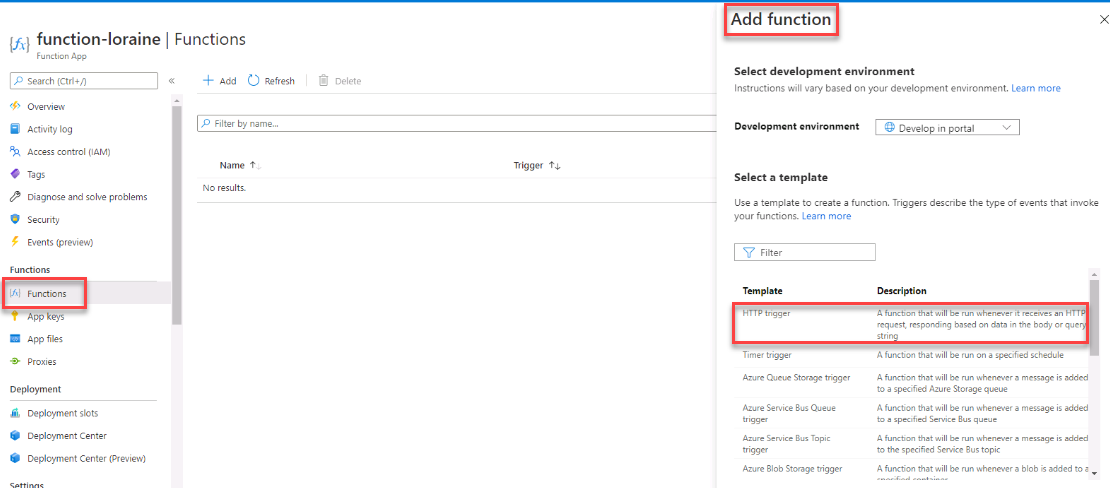 function-loraine | Functions
Function App
Search (Ctrl+/)
«
Overview
Activity log
Access control (IAM)
Tags
Diagnose and solve problems
Security
Events (preview)
Functions
Functions
App keys
App files
Proxies
Deployment
Deployment slots
Deployment Center
Deployment Center (Preview)
Settings
+ Add
Refresh
Delete
Filter by name...
Name ↑↓
Trigger ↑↓
No results.
Add function
Select development environment
Instructions will vary based on your development environment. Learn more
Development environment
Develop in portal
Select a template
Use a template to create a function. Triggers describe the type of events that invoke
your functions. Learn more
Filter
Template
Description
HTTP trigger
A function that will be run whenever it receives an HTTP
request, responding based on data in the body or query
string
Timer trigger
A function that will be run on a specified schedule
Azure Queue Storage trigger
A function that will be run whenever a message is added
to a specified Azure Storage queue
Azure Service Bus Queue
trigger
A function that will be run whenever a message is added
to a specified Service Bus queue
Azure Service Bus Topic
trigger
A function that will be run whenever a message is added
to the specified Service Bus topic
Azure Blob Storage trigger
A function that will be run whenever a blob is added to a
specified container